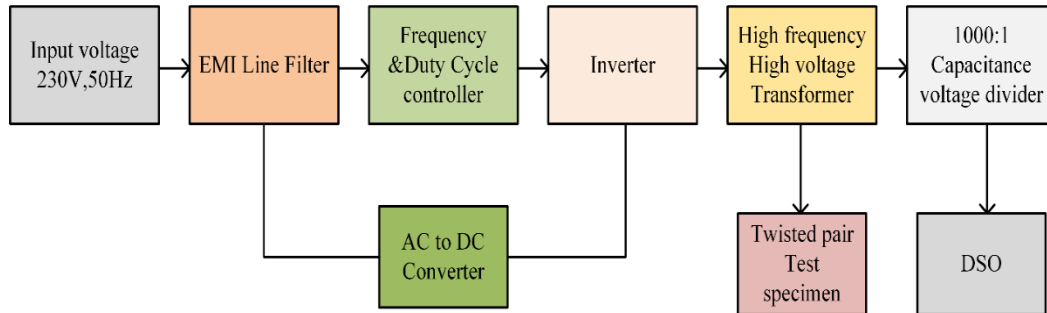 Input voltage
230V,50Hz
EMI Line Filter
Frequency
&Duty Cycle
controller
Inverter
High frequency
High voltage
Transformer
1000:1
Capacitance
voltage divider
AC to DC
Converter
Twisted pair
Test
specimen
DSO